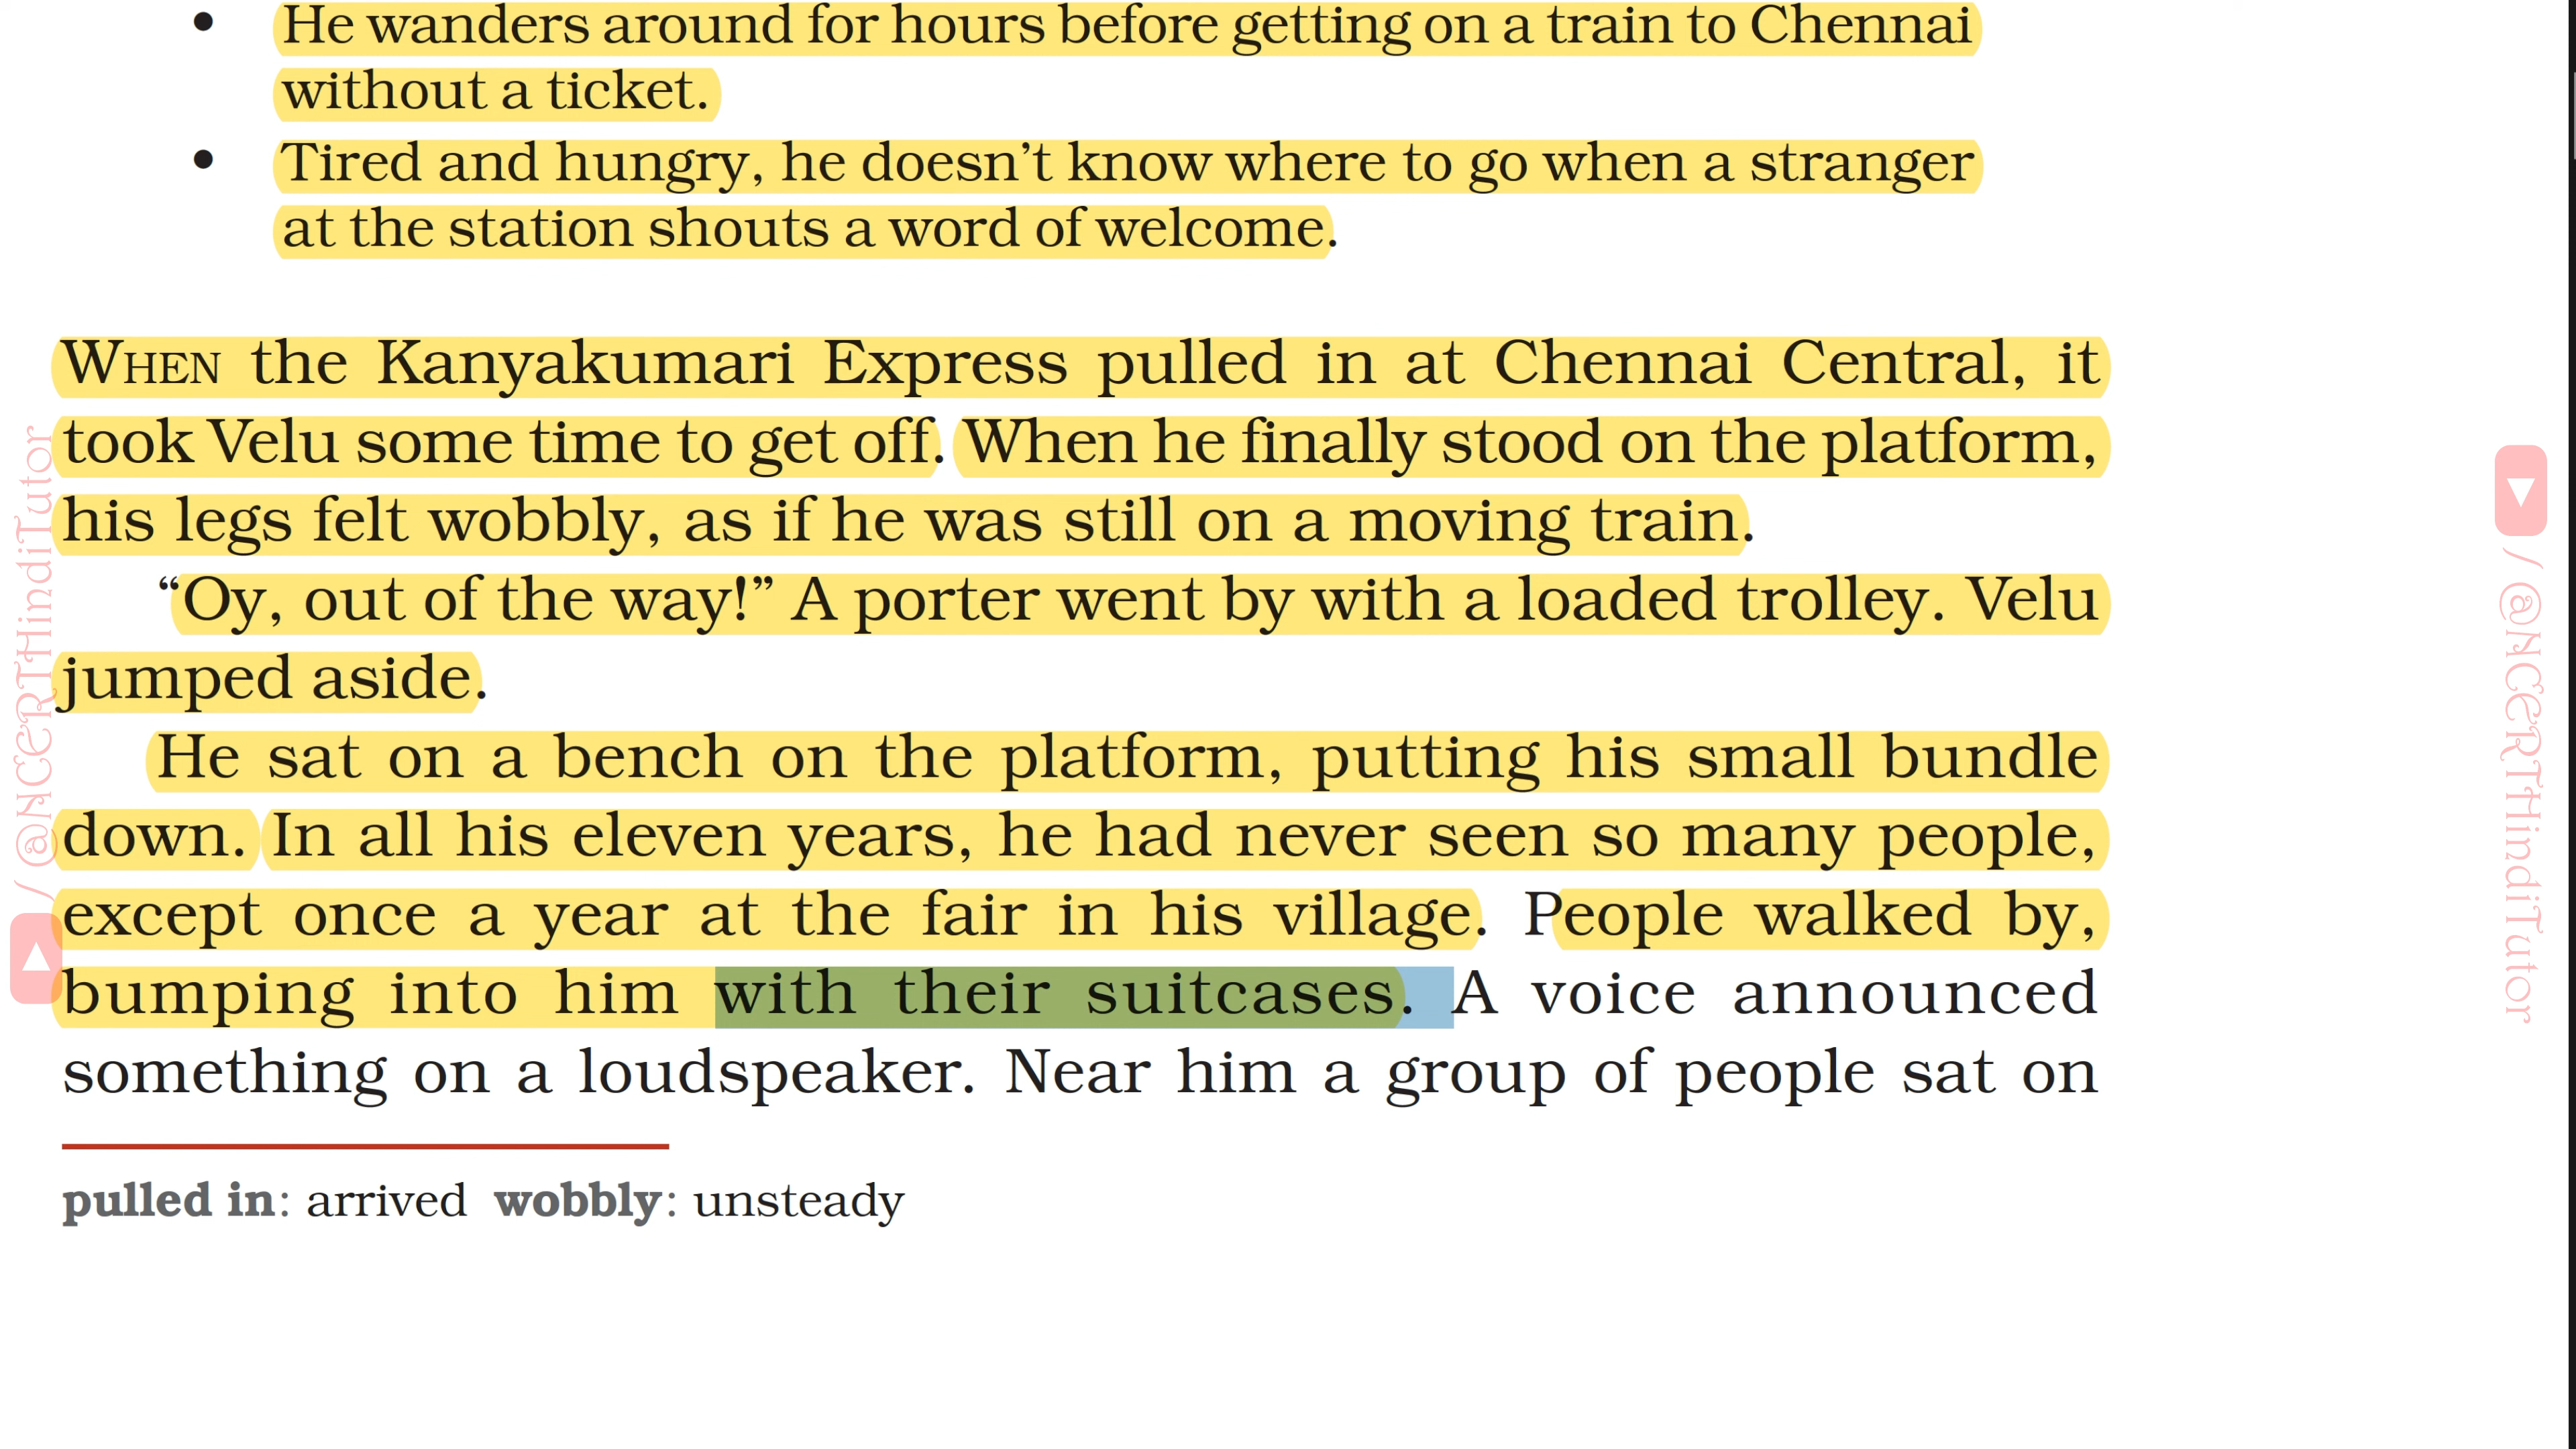 • He wanders around for hours before getting on a train to Chennai
without a ticket.
• Tired and hungry, he doesn’t know where to go when a stranger
at the station shouts a word of welcome.
WHEN the Kanyakumari Express pulled in at Chennai Central, it
took Velu some time to get off. When he finally stood on the platform,
his legs felt wobbly, as if he was still on a moving train.
“Oy, out of the way!” A porter went by with a loaded trolley. Velu
jumped aside.
He sat on a bench on the platform, putting his small bundle
down. In all his eleven years, he had never seen so many people,
except once a year at the fair in his village. People walked by,
bumping into him with their suitcases. A voice announced
something on a loudspeaker. Near him a group of people sat on
pulled in: arrived wobbly: unsteady
/ @NCERTHindiTutor
/ @NCERTHindiTutor